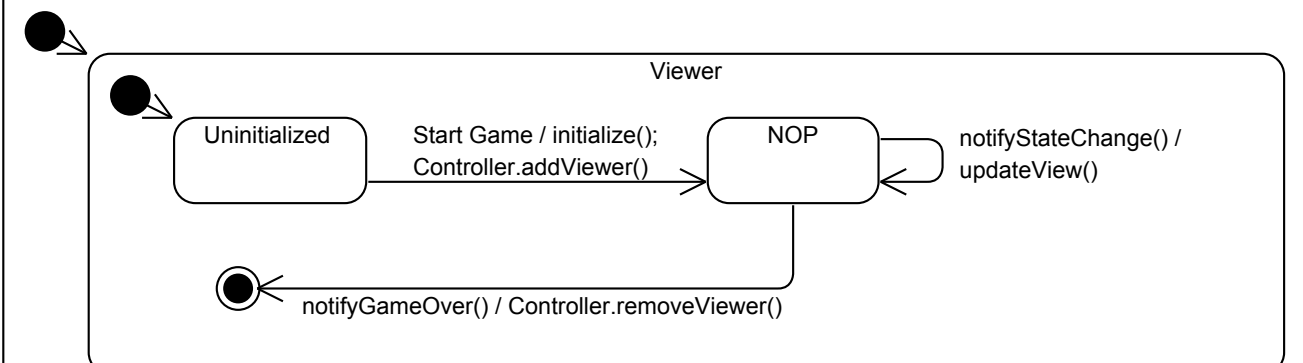 Viewer
Uninitialized
Start Game / initialize();
Controller.addViewer()
NOP
notifyStateChange() /
updateView()
notifyGameOver() / Controller.removeViewer()